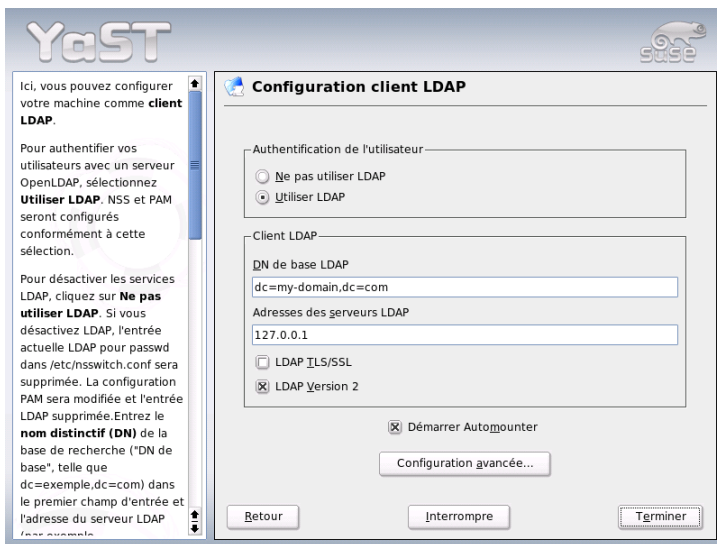 YaST
SUSE
Ici, vous pouvez configurer
votre machine comme client
LDAP.
Pour authentifier vos
utilisateurs avec un serveur
OpenLDAP, sélectionnez
Utiliser LDAP. NSS et PAM
seront configurés
conformément à cette
sélection.
Pour désactiver les services
LDAP, cliquez sur Ne pas
utiliser LDAP. Si vous
désactivez LDAP, l'entrée
actuelle LDAP pour passwd
dans /etc/nsswitch.conf sera
supprimée. La configuration
PAM sera modifiée et l'entrée
LDAP supprimée.Entrez le
nom distinctif (DN) de la
base de recherche ("DN de
base", telle que
dc=exemple,dc=com) dans
le premier champ d'entrée et
l'adresse du serveur LDAP
(par exemple
Configuration client LDAP
Authentification de l'utilisateur
Ne pas utiliser LDAP
Utiliser LDAP
Client LDAP
DN de base LDAP
dc=my-domain,dc=com
Adresses des serveurs LDAP
127.0.0.1
LDAP TLS/SSL
LDAP Version 2
Démarrer Automounter
Configuration avancée...
Retour
Interrompre
Terminer